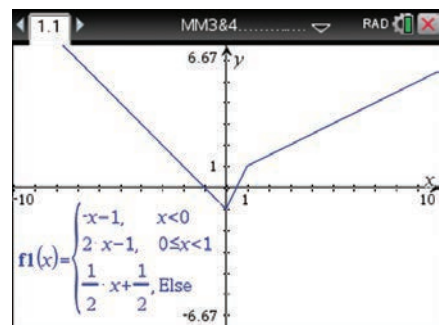 1.1 MM3&4............. RAD
6.67 y
1
x
-10 1 10
-x-1, x<0
2·x-1, 0≤x<1
f1(x)=
1/2·x+1/2, Else
-6.67